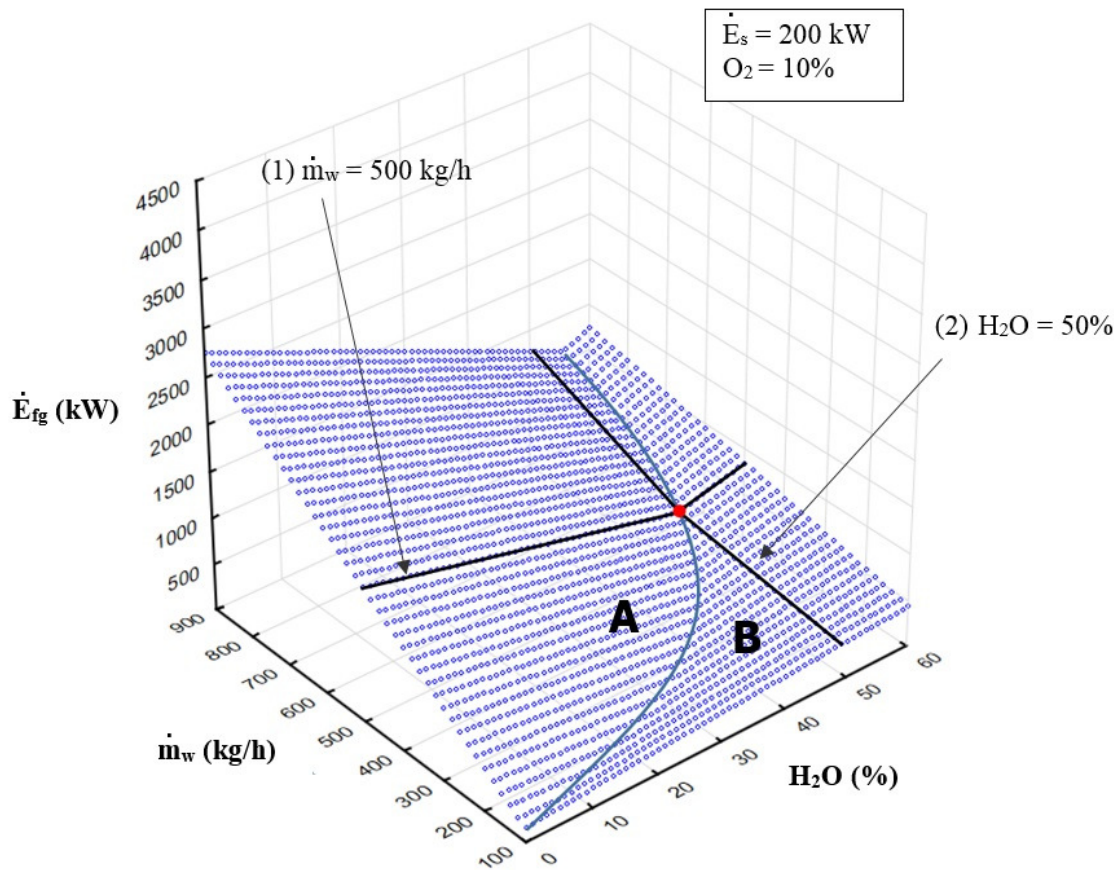 Ės = 200 kW
O₂ = 10%
(1) ṁw = 500 kg/h
(2) H₂O = 50%
4500
4000
3500
3000
2500
2000
1500
1000
500
Ėfg (kW)
900
800
700
600
500
400
300
200
100
ṁw (kg/h)
0
10
20
30
40
50
60
H₂O (%)
A
B